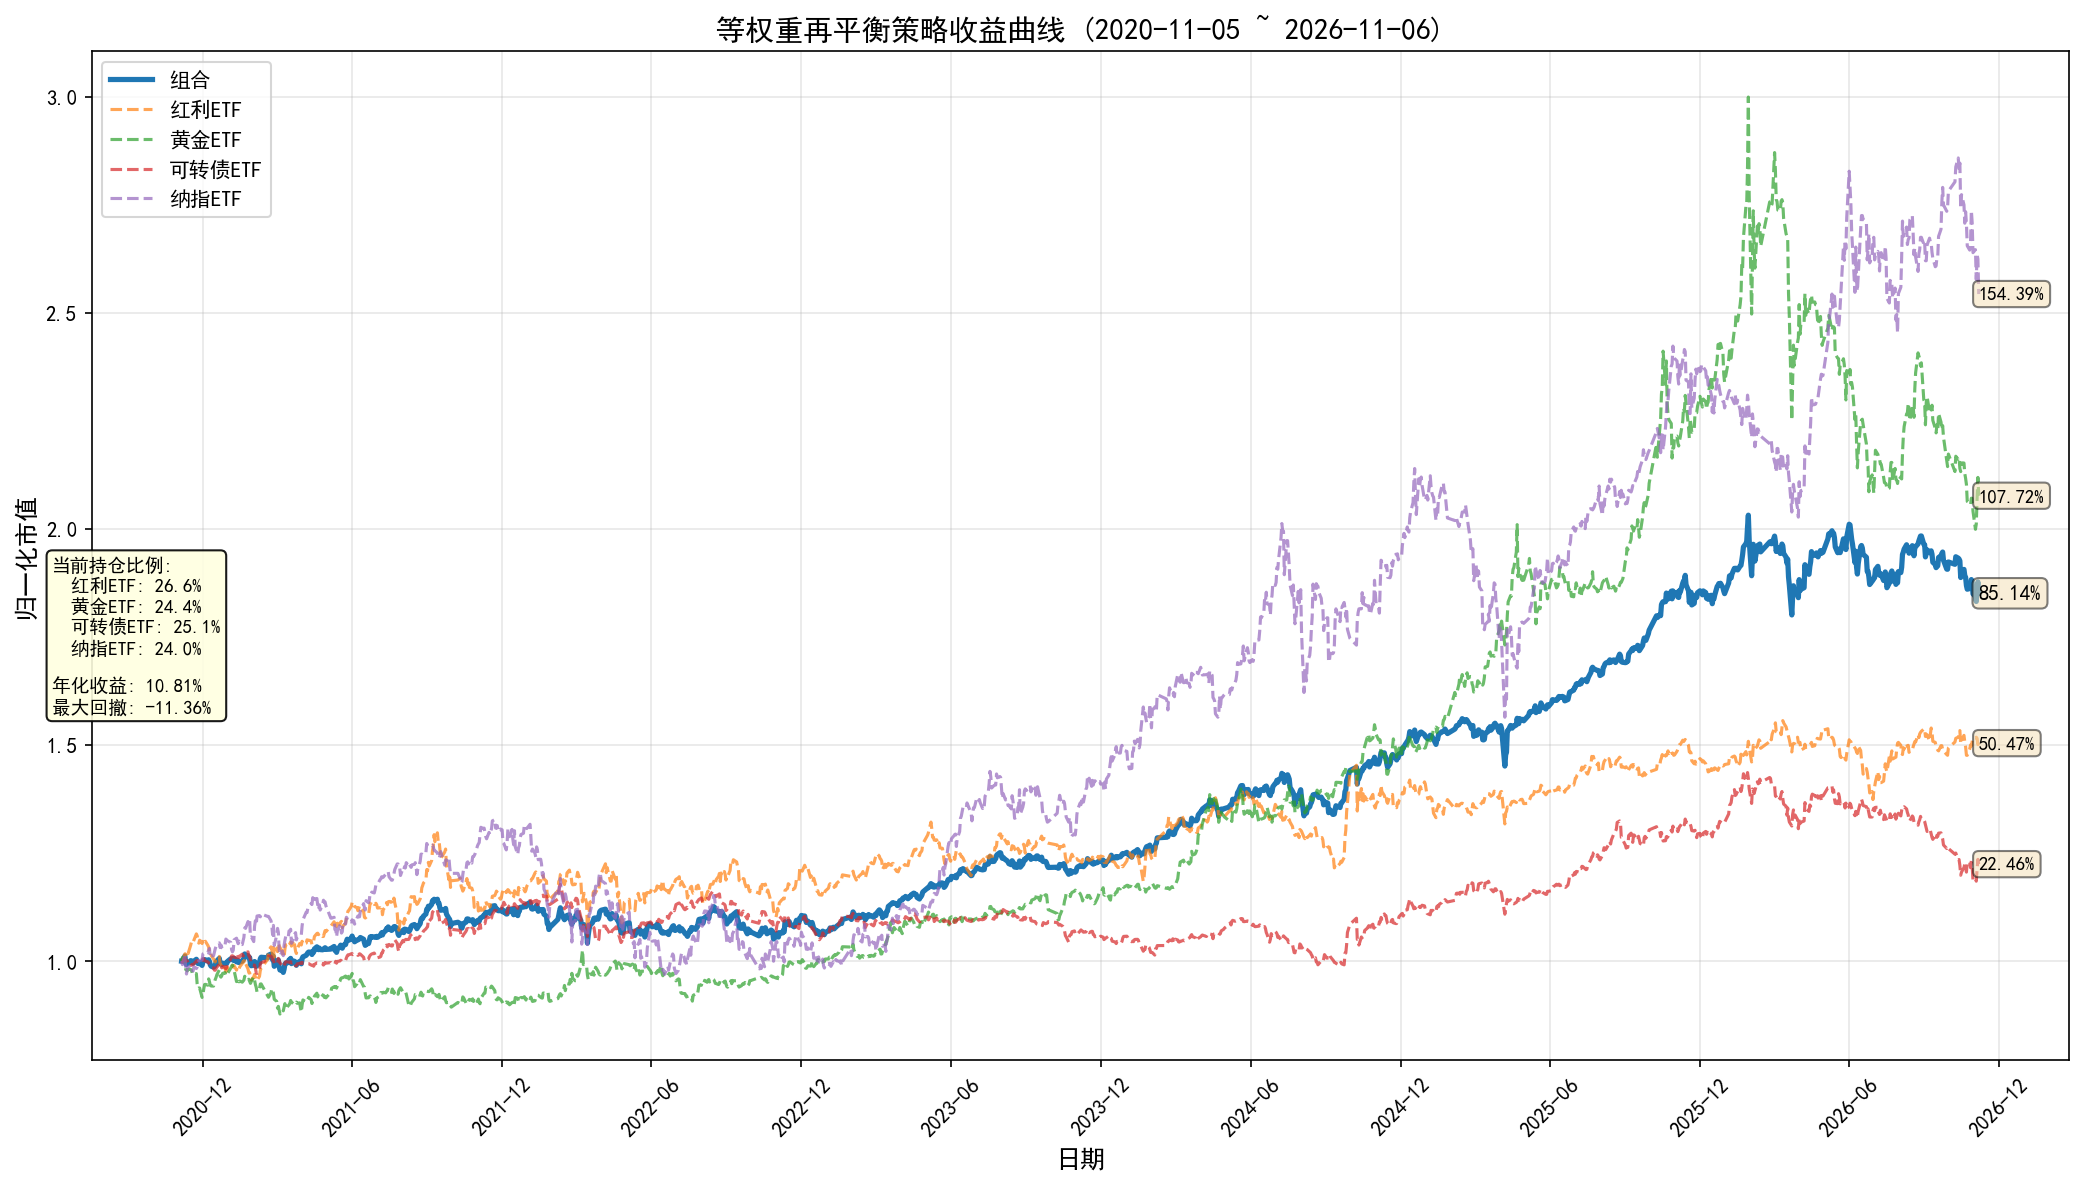 等权重再平衡策略收益曲线 (2020-11-05 ~ 2026-11-06)
组合
红利ETF
黄金ETF
可转债ETF
纳指ETF
归一化市值
3.0
2.5
2.0
1.5
1.0
当前持仓比例:
红利ETF: 26.6%
黄金ETF: 24.4%
可转债ETF: 25.1%
纳指ETF: 24.0%
年化收益: 10.81%
最大回撤: -11.36%
154.39%
107.72%
85.14%
50.47%
22.46%
2020-12
2021-06
2021-12
2022-06
2022-12
2023-06
2023-12
2024-06
2024-12
2025-06
2025-12
2026-06
2026-12
日期